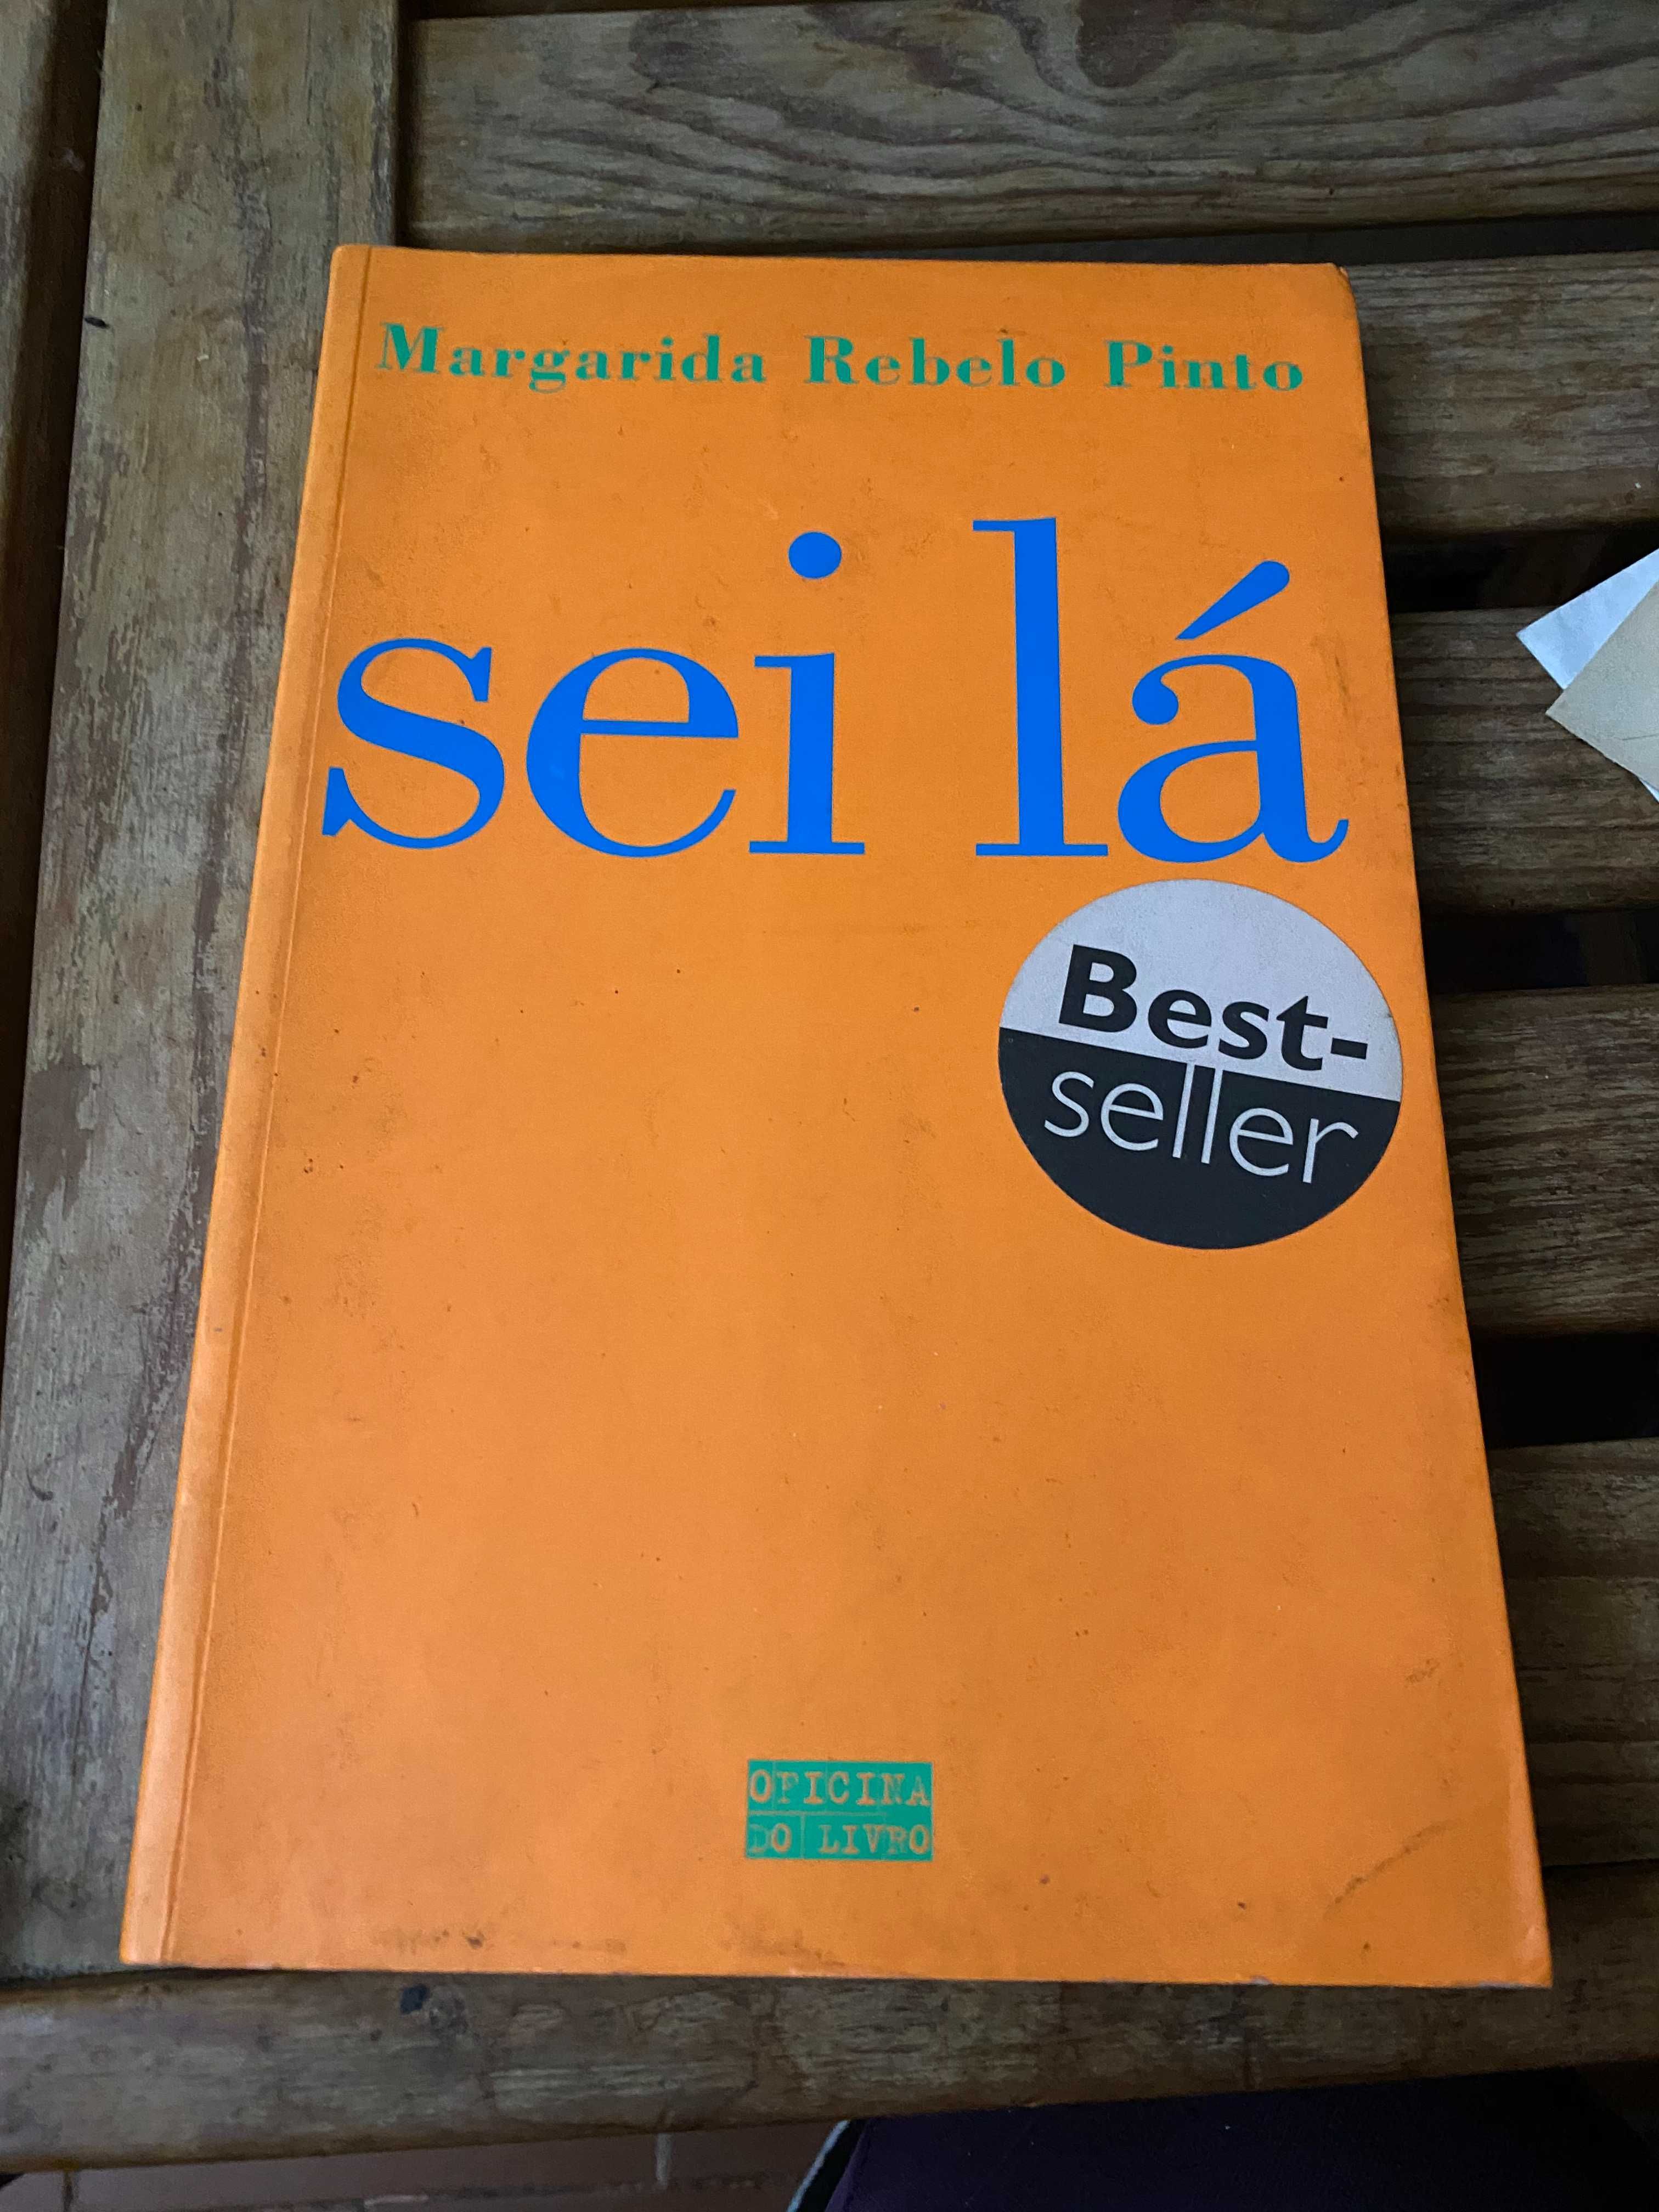 Margarida Rebelo Pinto
sei lá
Best-
seller
OFICINA
DO LIVRO